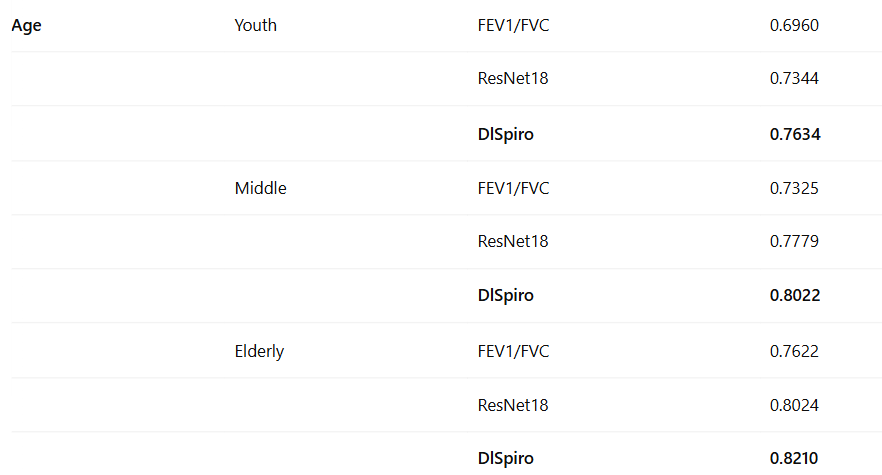 Age Youth FEV1/FVC 0.6960
ResNet18 0.7344
DlSpiro 0.7634
Middle FEV1/FVC 0.7325
ResNet18 0.7779
DlSpiro 0.8022
Elderly FEV1/FVC 0.7622
ResNet18 0.8024
DlSpiro 0.8210